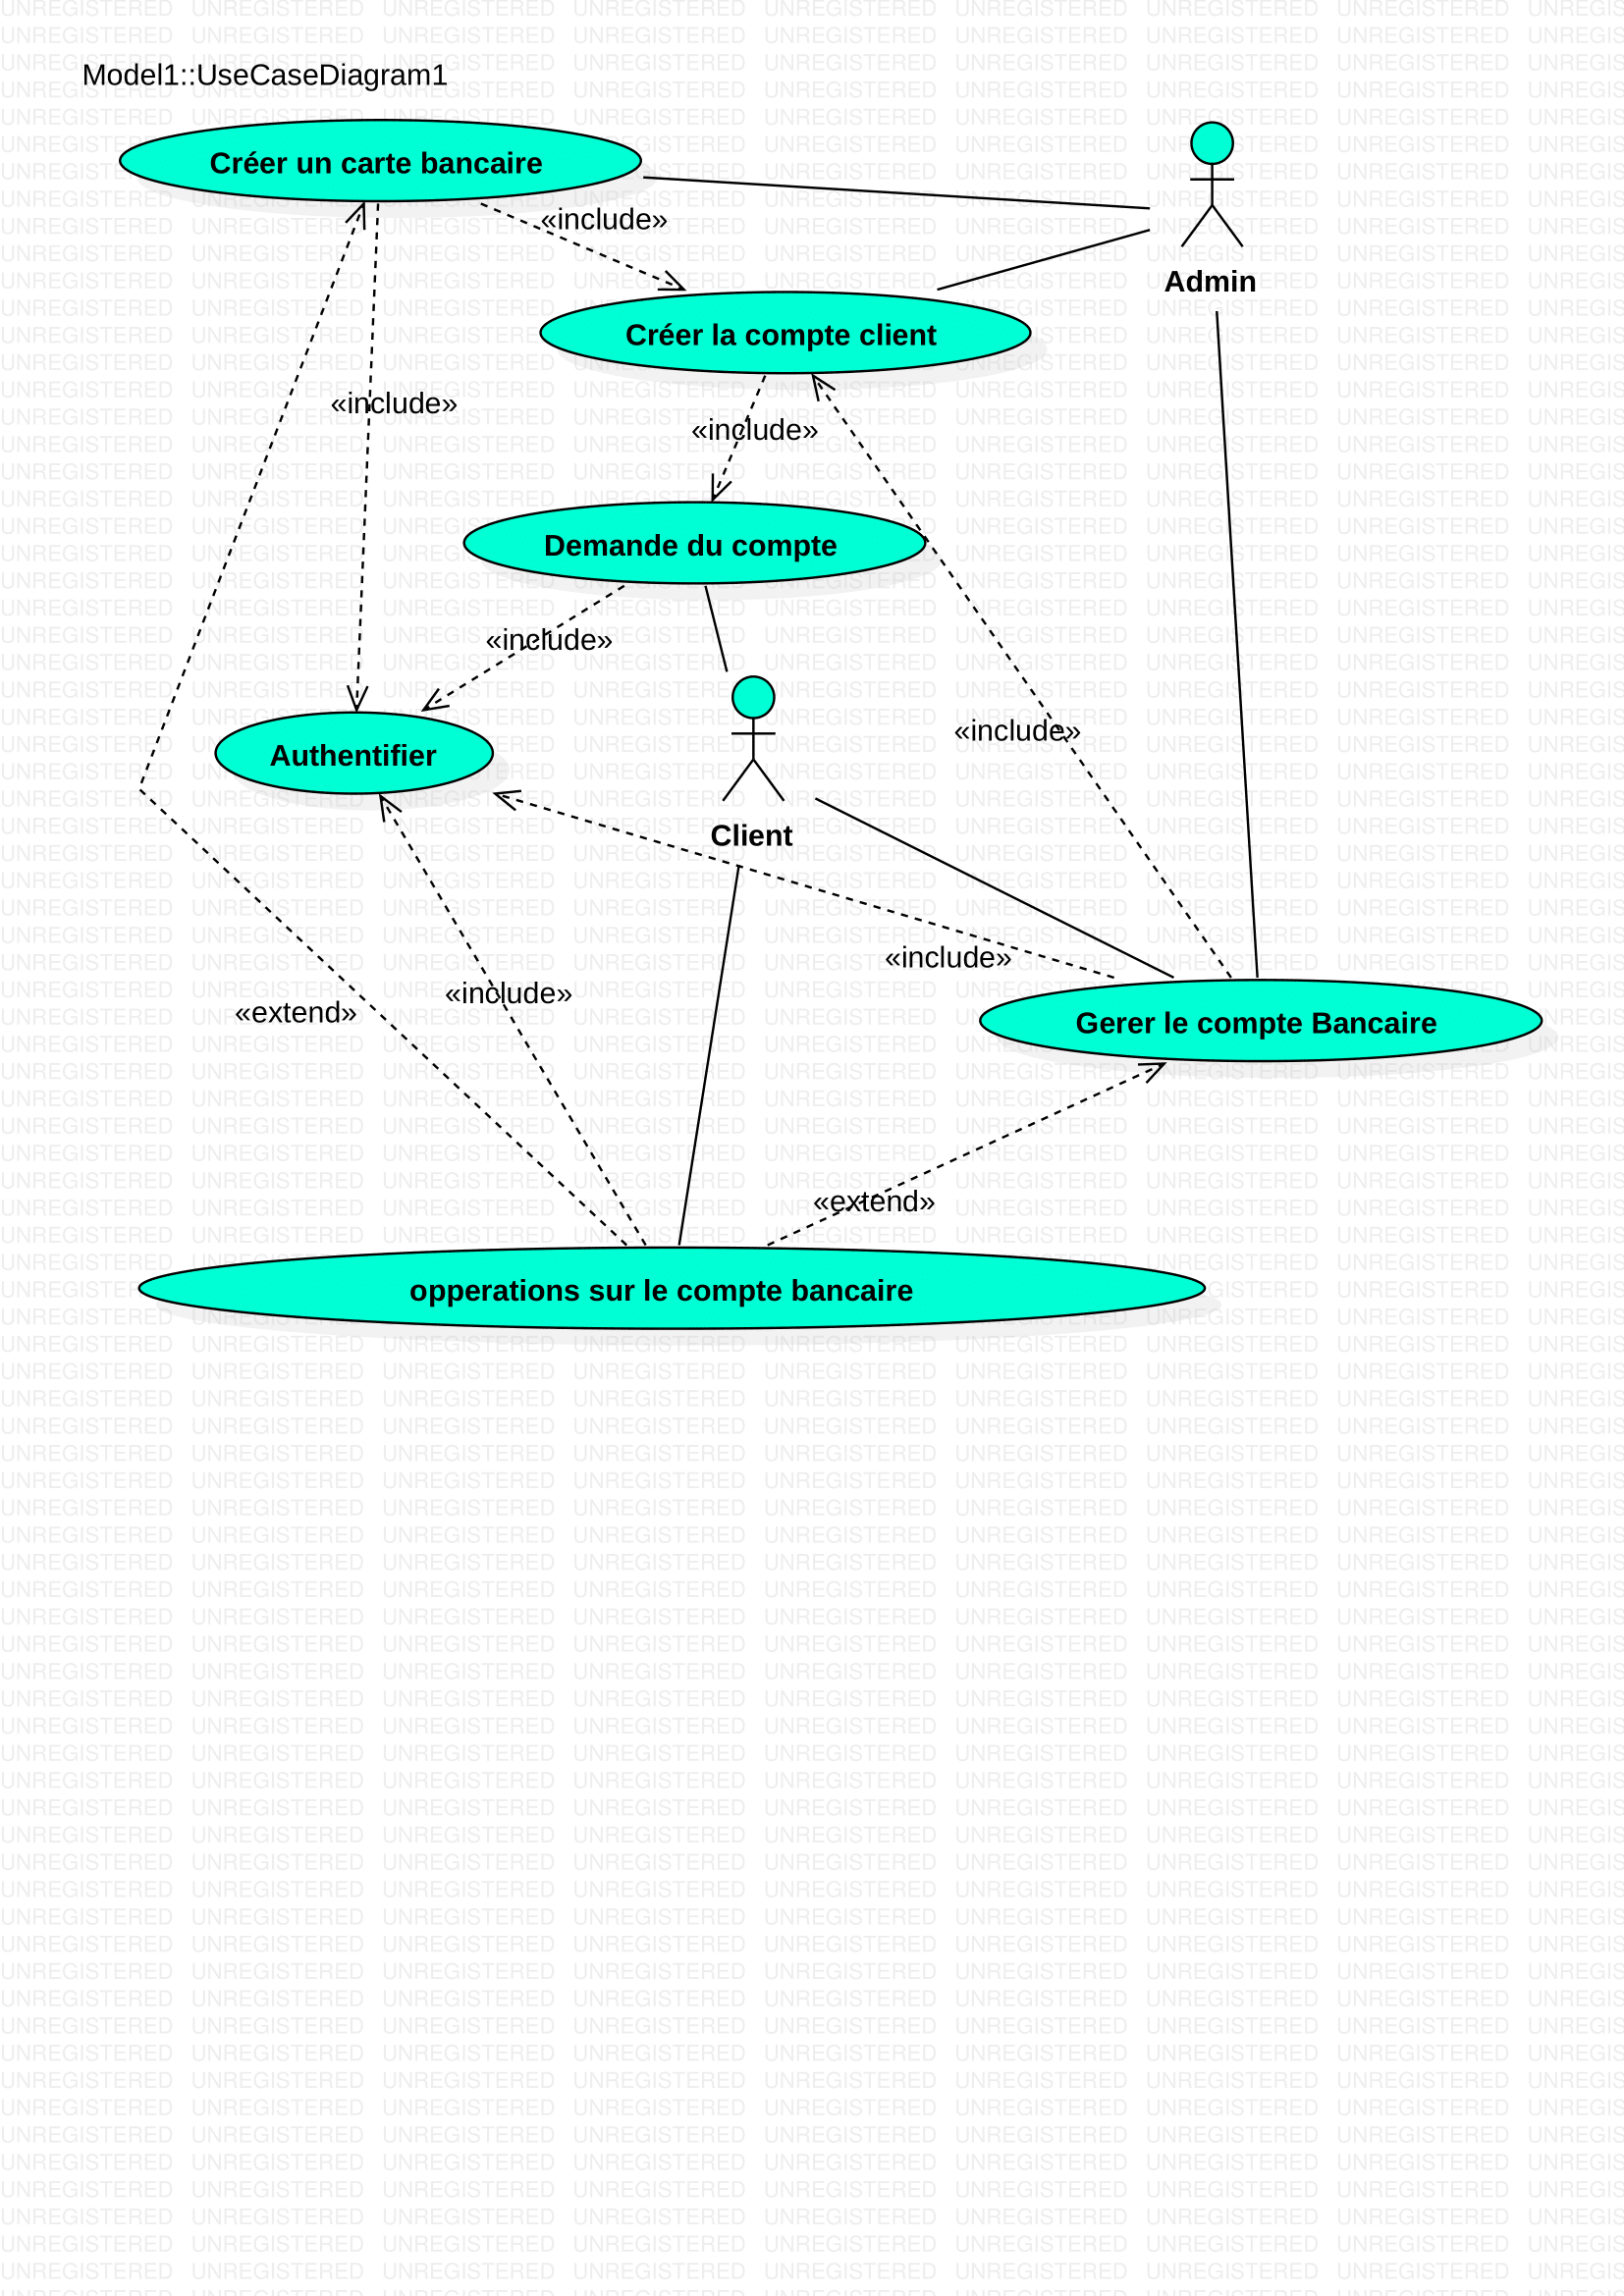 Model1::UseCaseDiagram1
Créer un carte bancaire
«include»
Admin
Créer la compte client
«include»
«include»
Demande du compte
«include»
«include»
Authentifier
Client
«include»
«include»
«extend»
Gerer le compte Bancaire
«extend»
opperations sur le compte bancaire
UNREGISTERED